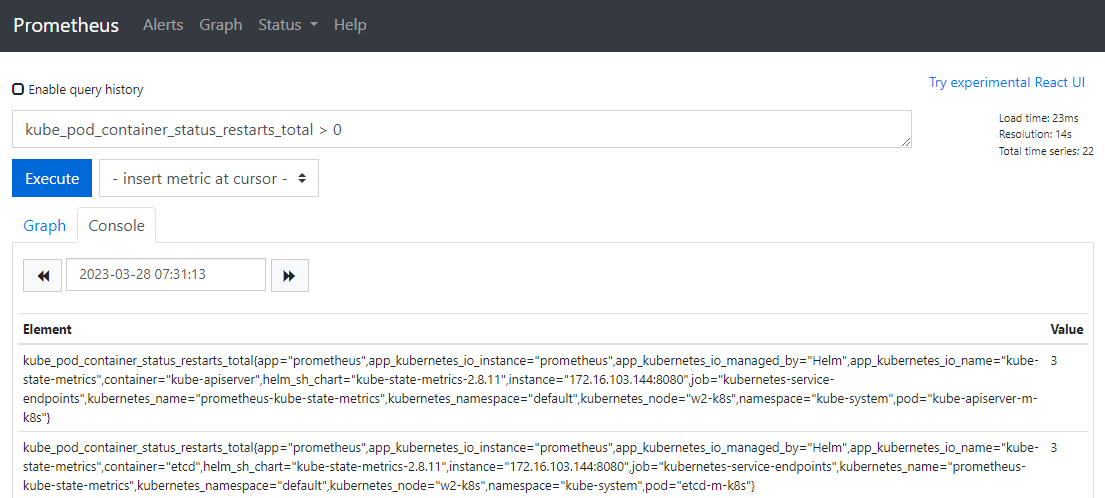 Prometheus Alerts Graph Status Help
Try experimental React UI
Enable query history
kube_pod_container_status_restarts_total > 0
Load time: 23ms
Resolution: 14s
Total time series: 22
Execute - insert metric at cursor -
Graph Console
2023-03-28 07:31:13
Element Value
kube_pod_container_status_restarts_total{app="prometheus",app_kubernetes_io_instance="prometheus",app_kubernetes_io_managed_by="Helm",app_kubernetes_io_name="kube- 3
state-metrics",container="kube-apiserver",helm_sh_chart="kube-state-metrics-2.8.11",instance="172.16.103.144:8080",job="kubernetes-service-
endpoints",kubernetes_name="prometheus-kube-state-metrics",kubernetes_namespace="default",kubernetes_node="w2-k8s",namespace="kube-system",pod="kube-apiserver-m-
k8s"}
kube_pod_container_status_restarts_total{app="prometheus",app_kubernetes_io_instance="prometheus",app_kubernetes_io_managed_by="Helm",app_kubernetes_io_name="kube- 3
state-metrics",container="etcd",helm_sh_chart="kube-state-metrics-2.8.11",instance="172.16.103.144:8080",job="kubernetes-service-endpoints",kubernetes_name="prometheus-
kube-state-metrics",kubernetes_namespace="default",kubernetes_node="w2-k8s",namespace="kube-system",pod="etcd-m-k8s"}